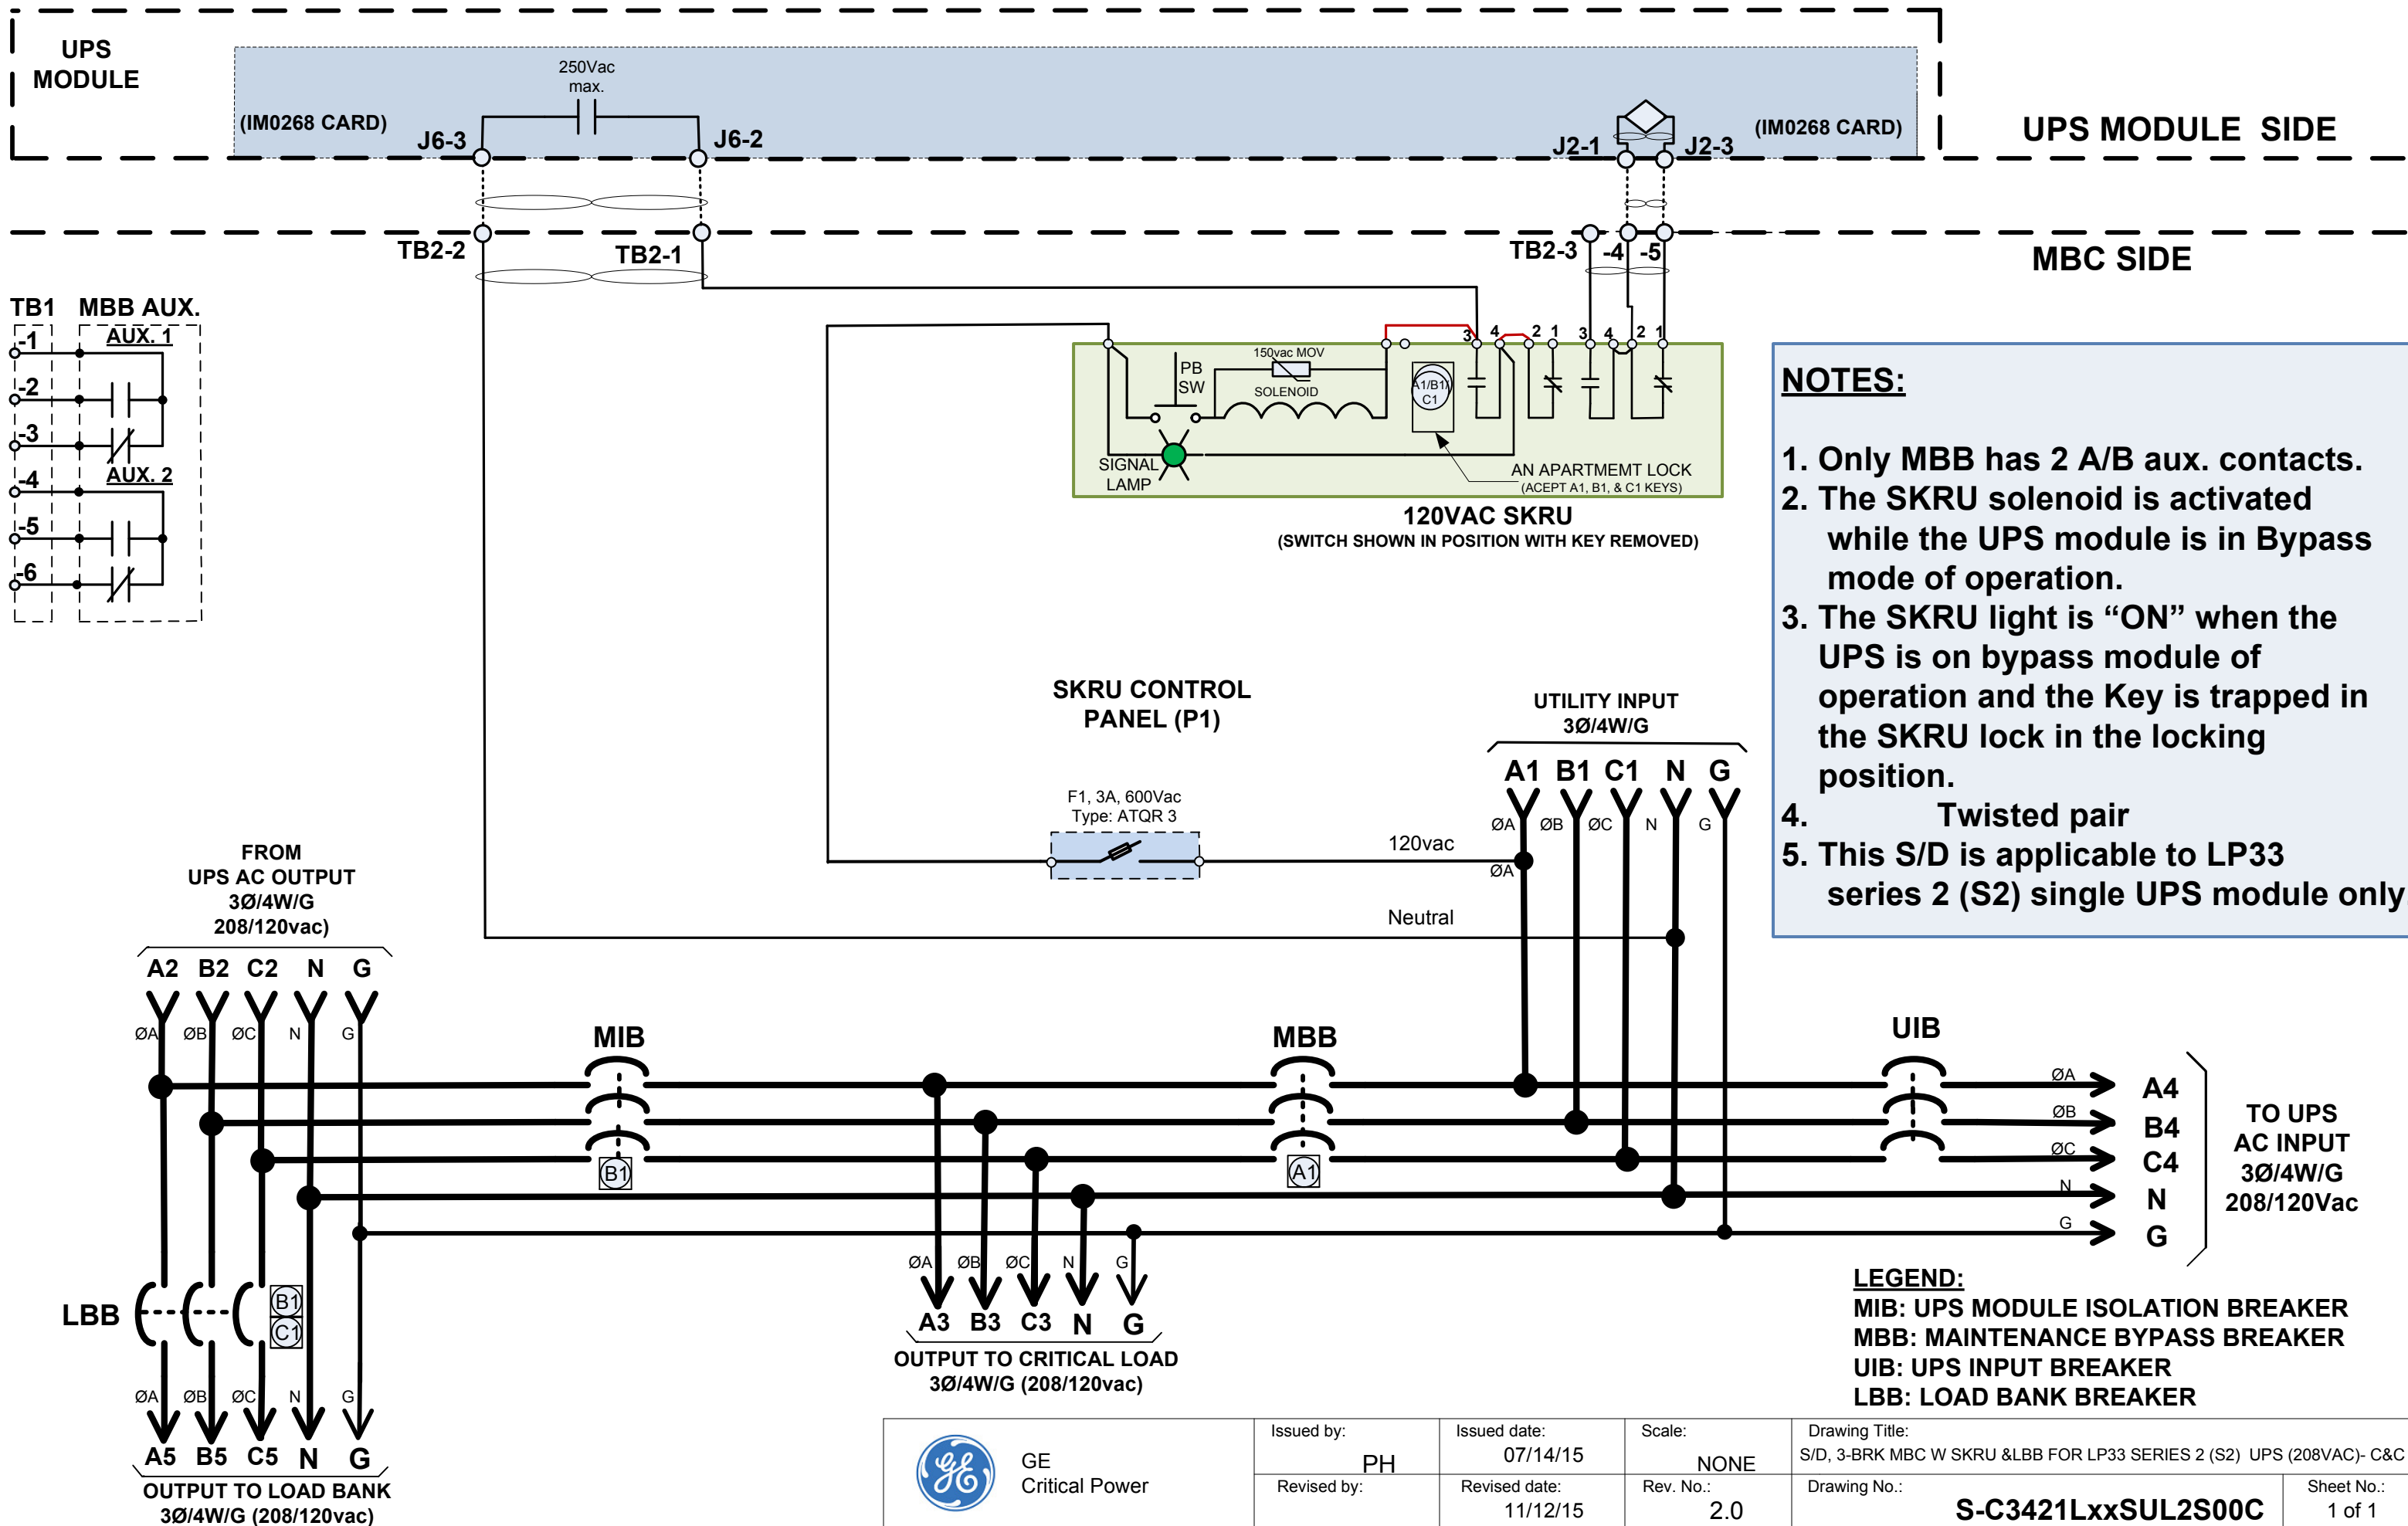 UPS
MODULE
250Vac
max.
(IM0268 CARD)
J6-3
J6-2
(IM0268 CARD)
J2-1
J2-3
UPS MODULE  SIDE
TB2-2
TB2-1
TB2-3
-4
-5
MBC SIDE
TB1
MBB AUX.
-1
AUX. 1
-2
-3
-4
AUX. 2
-5
-6
3
4
2
1
3
4
2
1
150vac MOV
PB
SW
SOLENOID
A1/B1/
C1
SIGNAL
LAMP
AN APARTMEMT LOCK
(ACEPT A1, B1, & C1 KEYS)
120VAC SKRU
(SWITCH SHOWN IN POSITION WITH KEY REMOVED)
NOTES:
1. Only MBB has 2 A/B aux. contacts.
2. The SKRU solenoid is activated
while the UPS module is in Bypass
mode of operation.
3. The SKRU light is “ON” when the
UPS is on bypass module of
operation and the Key is trapped in
the SKRU lock in the locking
position.
4. Twisted pair
5. This S/D is applicable to LP33
series 2 (S2) single UPS module only
SKRU CONTROL
PANEL (P1)
F1, 3A, 600Vac
Type: ATQR 3
120vac
Neutral
UTILITY INPUT
3Ø/4W/G
A1 B1 C1 N G
ØA ØB ØC N G
ØA
FROM
UPS AC OUTPUT
3Ø/4W/G
208/120vac)
A2 B2 C2 N G
ØA ØB ØC N G
MIB
B1
MBB
A1
UIB
ØA A4
ØB B4
ØC C4
N N
G G
TO UPS
AC INPUT
3Ø/4W/G
208/120Vac
LBB
B1
C1
ØA ØB ØC N G
A5 B5 C5 N G
OUTPUT TO LOAD BANK
3Ø/4W/G (208/120vac)
ØA ØB ØC N G
A3 B3 C3 N G
OUTPUT TO CRITICAL LOAD
3Ø/4W/G (208/120vac)
LEGEND:
MIB: UPS MODULE ISOLATION BREAKER
MBB: MAINTENANCE BYPASS BREAKER
UIB: UPS INPUT BREAKER
LBB: LOAD BANK BREAKER
GE
GE
Critical Power
Issued by:
PH
Issued date:
07/14/15
Scale:
NONE
Drawing Title:
S/D, 3-BRK MBC W SKRU &LBB FOR LP33 SERIES 2 (S2)  UPS (208VAC)- C&C
Revised by:
Revised date:
11/12/15
Rev. No.:
2.0
Drawing No.:
S-C3421LxxSUL2S00C
Sheet No.:
1 of 1